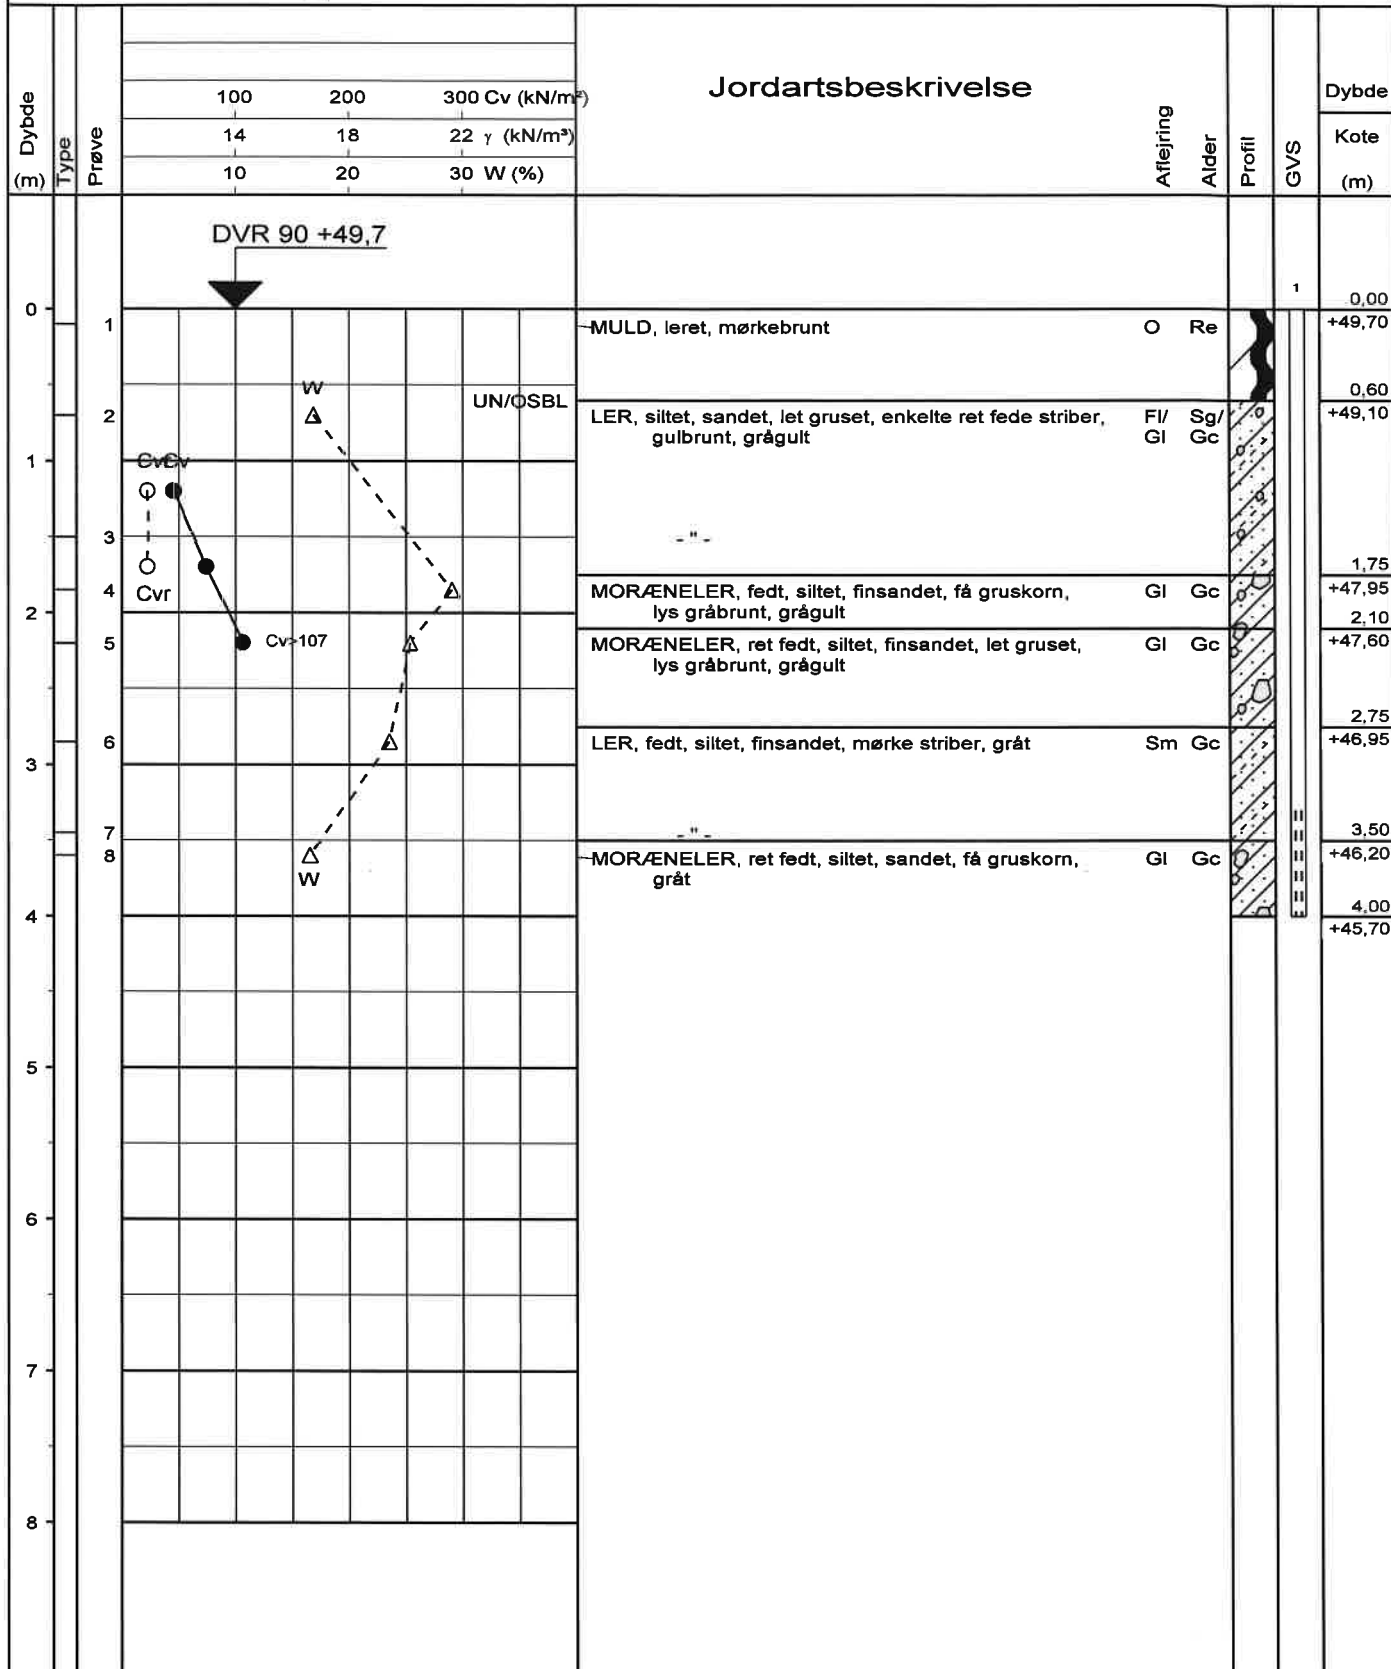 Dybde
(m)
Type
Prøve
100 200 300 Cv (kN/m²)
14 18 22 γ (kN/m³)
10 20 30 W (%)
Jordartsbeskrivelse
Aflejring
Alder
Profil
GVS
Dybde
Kote
(m)
DVR 90 +49,7
1
0 0,00
1 MULD, leret, mørkebrunt O Re +49,70
W 0,60
UN/OSBL
2 LER, siltet, sandet, let gruset, enkelte ret fede striber, Fl/ Sg/ +49,10
gulbrunt, grågult Gl Gc
1 Cvr Cv
3 - " -
1,75
Cvr
4 MORÆNELER, fedt, siltet, finsandet, få gruskorn, Gl Gc +47,95
2 lys gråbrunt, grågult 2,10
5 Cv>107 MORÆNELER, ret fedt, siltet, finsandet, let gruset, Gl Gc +47,60
lys gråbrunt, grågult
2,75
6 LER, fedt, siltet, finsandet, mørke striber, gråt Sm Gc +46,95
3
7 - " - 3,50
8 MORÆNELER, ret fedt, siltet, sandet, få gruskorn, Gl Gc +46,20
W gråt
4 4,00
+45,70
5
6
7
8